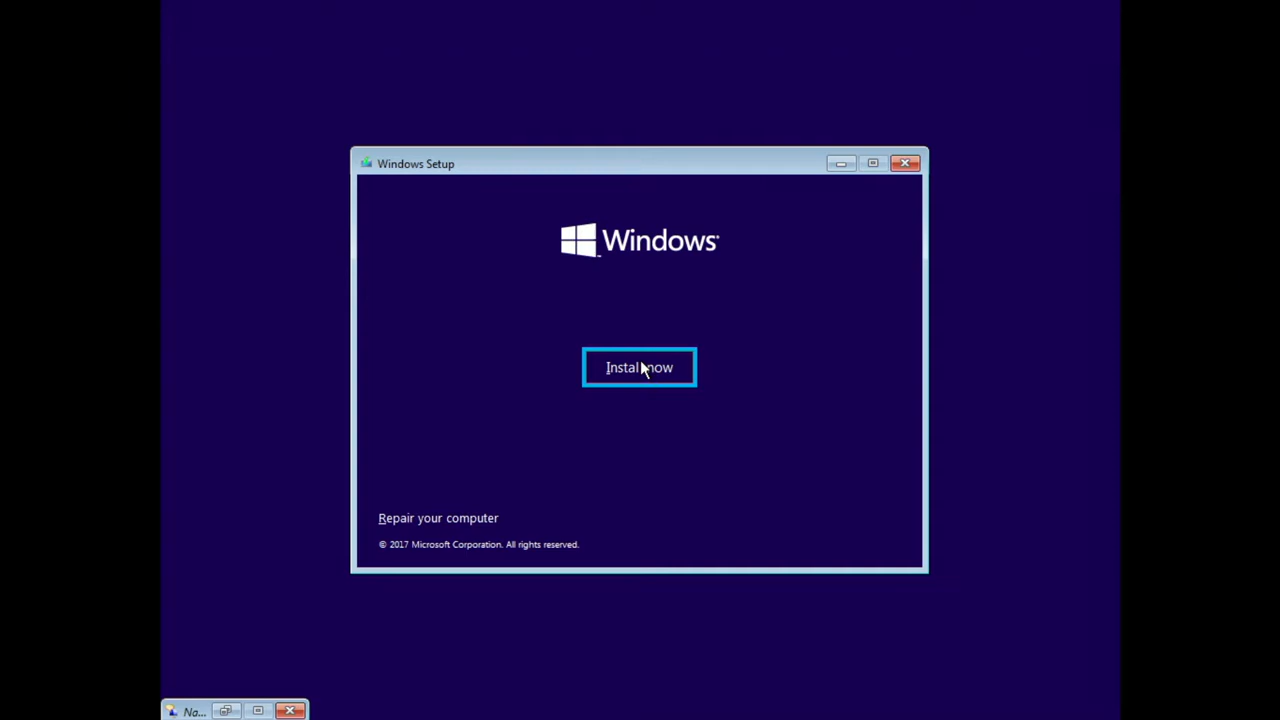 Windows Setup
Windows
Install now
Repair your computer
© 2017 Microsoft Corporation. All rights reserved.
Na...